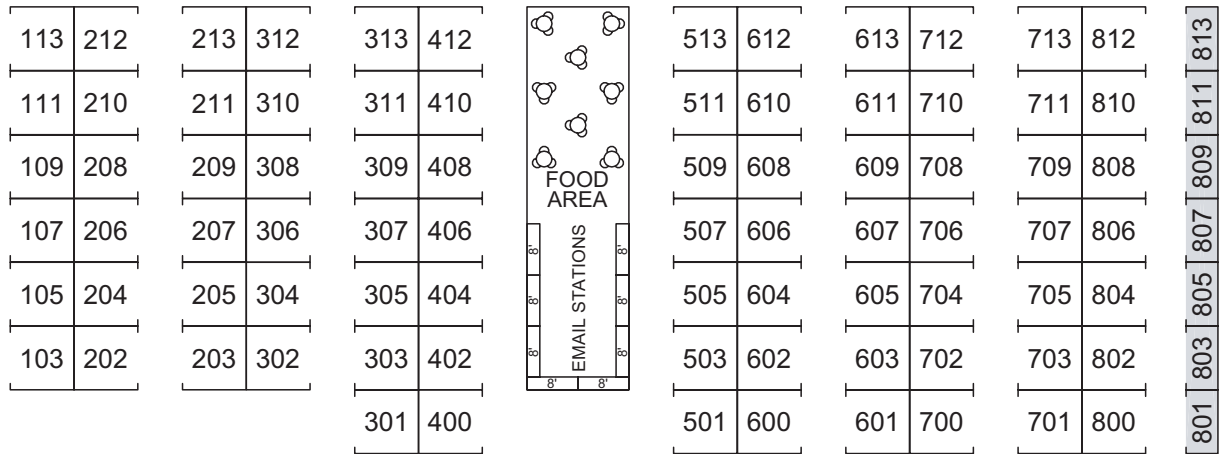 113 212 213 312 313 412 513 612 613 712 713 812 813
111 210 211 310 311 410 511 610 611 710 711 810 811
109 208 209 308 309 408 509 608 609 708 709 808 809
FOOD
AREA
107 206 207 306 307 406 507 606 607 706 707 806 807
8' 8'
EMAIL STATIONS
105 204 205 304 305 404 505 604 605 704 705 804 805
8' 8'
103 202 203 302 303 402 503 602 603 702 703 802 803
8' 8'
8' 8'
301 400 501 600 601 700 701 800 801